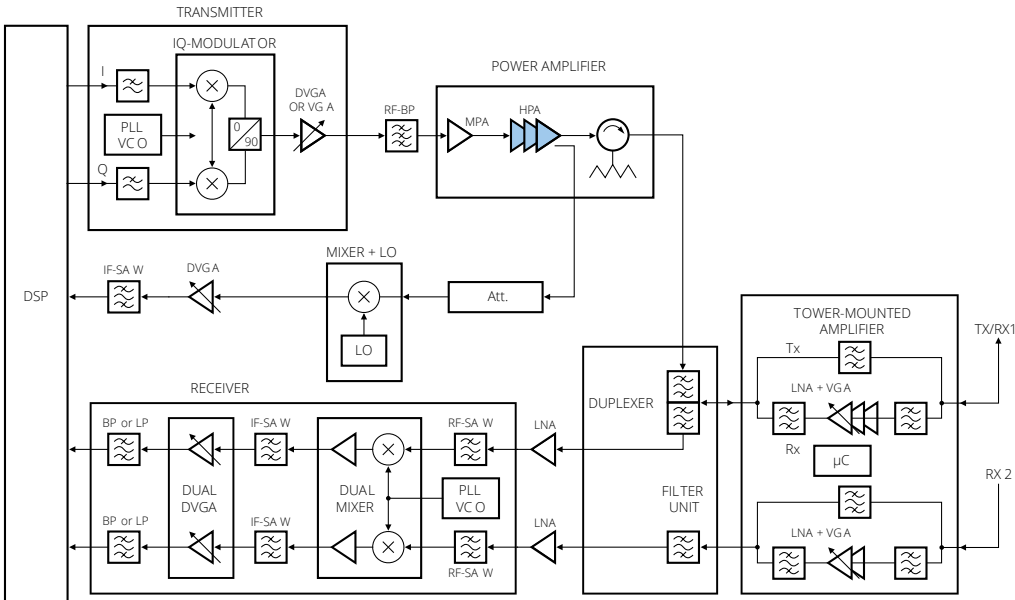 TRANSMITTER
IQ-MODULATOR
I
PLL
VC O
Q
0
90
DVGA
OR VG A
RF-BP
POWER AMPLIFIER
MPA
HPA
DSP
IF-SA W
DVG A
MIXER + LO
LO
Att.
TOWER-MOUNTED
AMPLIFIER
TX/RX1
Tx
LNA + VG A
Rx
µC
RX 2
LNA + VG A
DUPLEXER
FILTER
UNIT
RECEIVER
BP or LP
IF-SA W
RF-SA W
LNA
DUAL
DVGA
DUAL
MIXER
PLL
VC O
BP or LP
IF-SA W
LNA
RF-SA W